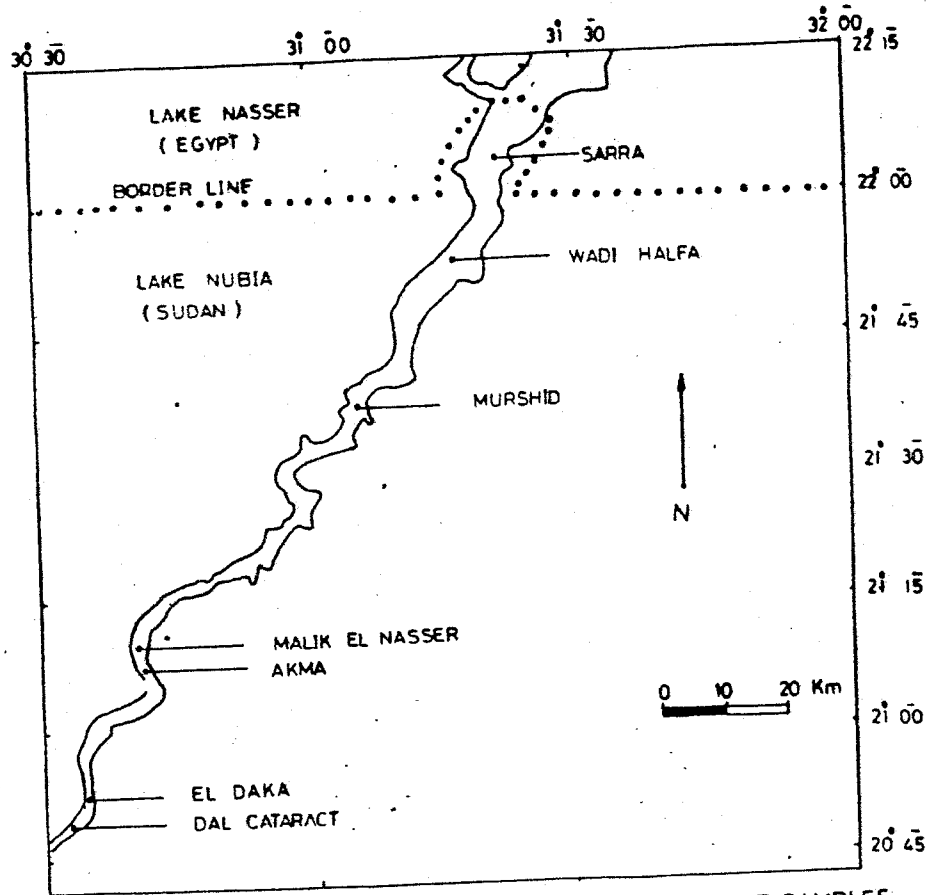 30° 30̄
31° 00
31° 30̄
32° 00
22° 15̄
LAKE NASSER
( EGYPT )
SARRA
BORDER LINE
22° 00
WADI HALFA
LAKE NUBIA
( SUDAN )
21° 45̄
MURSHID
21° 30̄
N
21° 15̄
MALIK EL NASSER
AKMA
0 10 20 Km
21° 00
EL DAKA
DAL CATARACT
20° 45̄